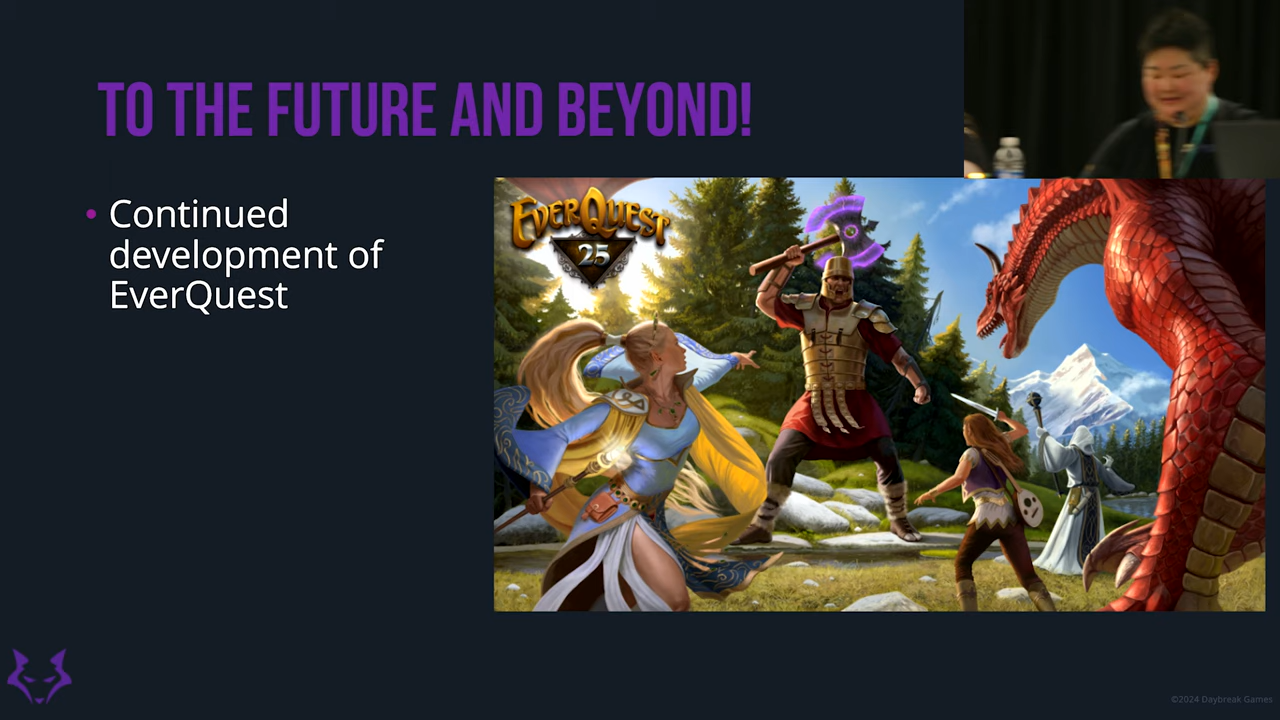 TO THE FUTURE AND BEYOND!
• Continued
development of
EverQuest
EVERQUEST
25
©2024 Daybreak Games